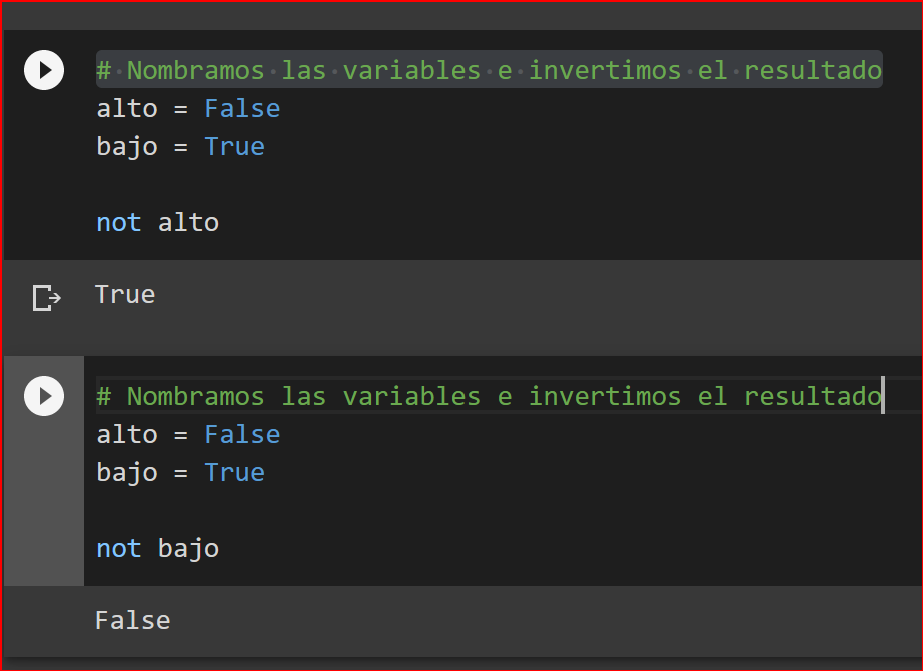 # Nombramos las variables e invertimos el resultado
alto = False
bajo = True
not alto
True
# Nombramos las variables e invertimos el resultado
alto = False
bajo = True
not bajo
False